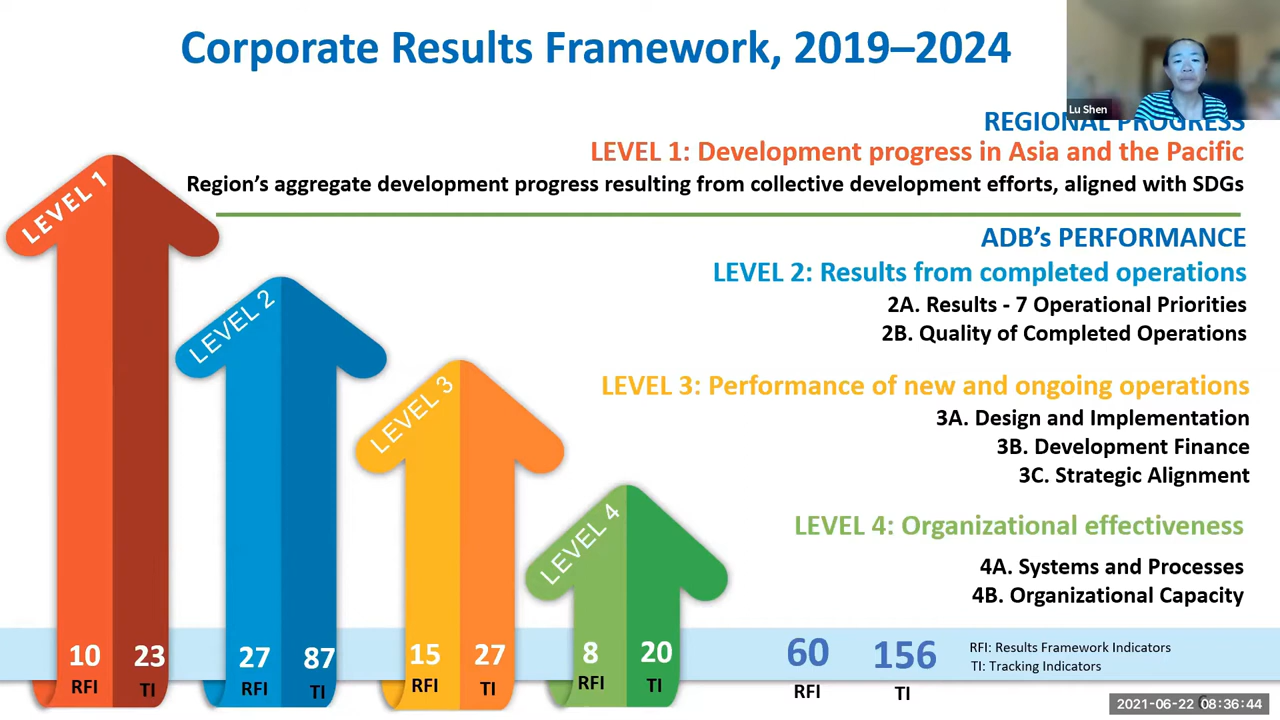 Corporate Results Framework, 2019–2024
Lu Shen
REGIONAL PROGRESS
LEVEL 1: Development progress in Asia and the Pacific
Region's aggregate development progress resulting from collective development efforts, aligned with SDGs
ADB's PERFORMANCE
LEVEL 2: Results from completed operations
2A. Results - 7 Operational Priorities
2B. Quality of Completed Operations
LEVEL 3: Performance of new and ongoing operations
3A. Design and Implementation
3B. Development Finance
3C. Strategic Alignment
LEVEL 4: Organizational effectiveness
4A. Systems and Processes
4B. Organizational Capacity
LEVEL 1
LEVEL 2
LEVEL 3
LEVEL 4
10 23 27 87 15 27 8 20 60 156
RFI TI RFI TI RFI TI RFI TI RFI TI
RFI: Results Framework Indicators
TI: Tracking Indicators
2021-06-22 08:36:44